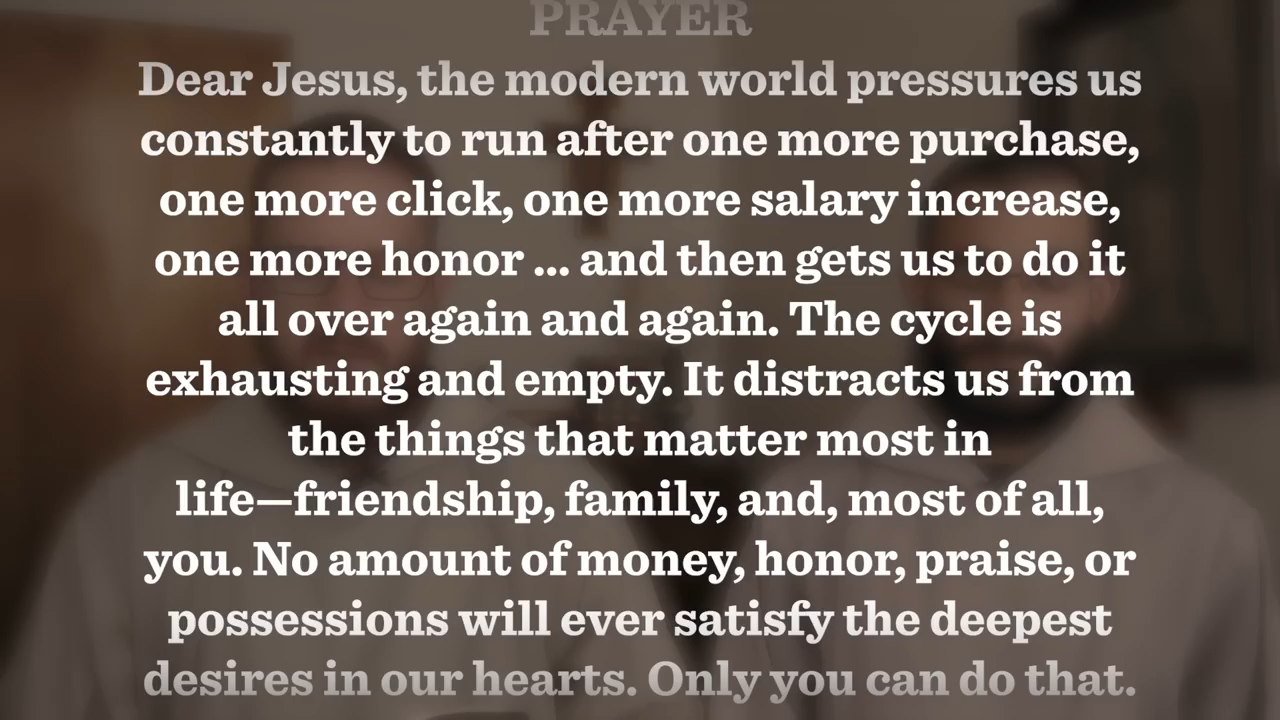 PRAYER
Dear Jesus, the modern world pressures us
constantly to run after one more purchase,
one more click, one more salary increase,
one more honor ... and then gets us to do it
all over again and again. The cycle is
exhausting and empty. It distracts us from
the things that matter most in
life—friendship, family, and, most of all,
you. No amount of money, honor, praise, or
possessions will ever satisfy the deepest
desires in our hearts. Only you can do that.